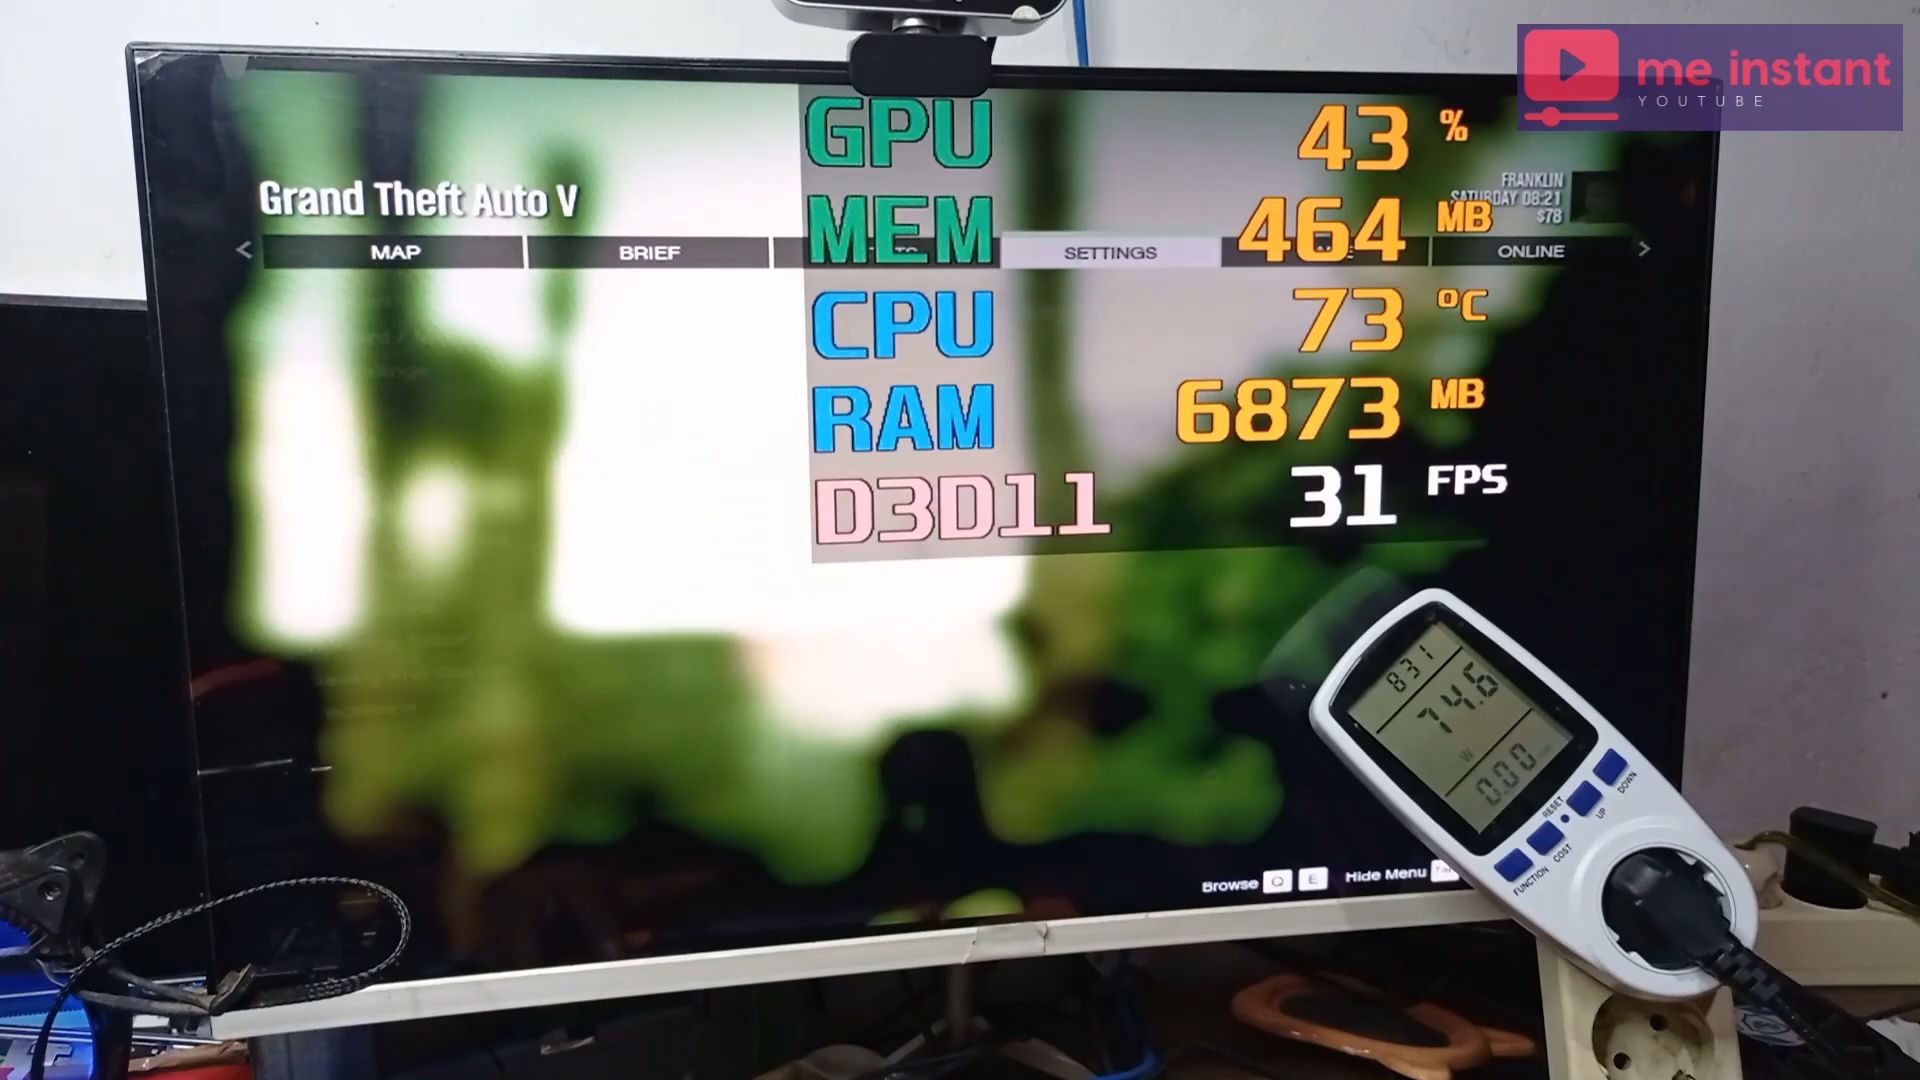 me instant
YOUTUBE
GPU 43 %
MEM 464 MB
CPU 73 °C
RAM 6873 MB
D3D11 31 FPS
Grand Theft Auto V
FRANKLIN
SATURDAY 08:21
$78
MAP BRIEF SETTINGS ONLINE
831
74.6
W
0.00
RESET
DOWN
UP
COST
FUNCTION
Browse Q E Hide Menu